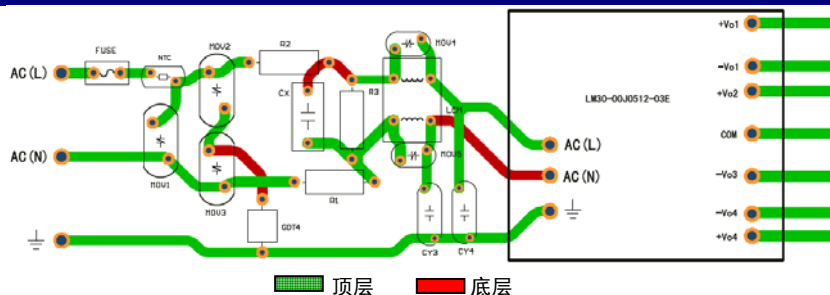 FUSE
NTC
MOV2
R2
MOV4
+Vo1
AC(L)
-Vo1
CX
R3
LCM
LM30-00J0512-03E
+Vo2
COM
AC(L)
AC(N)
MOV5
AC(N)
-Vo3
MOV1
MOV3
R1
-Vo4
GDT4
+Vo4
CY3
CY4
顶层
底层